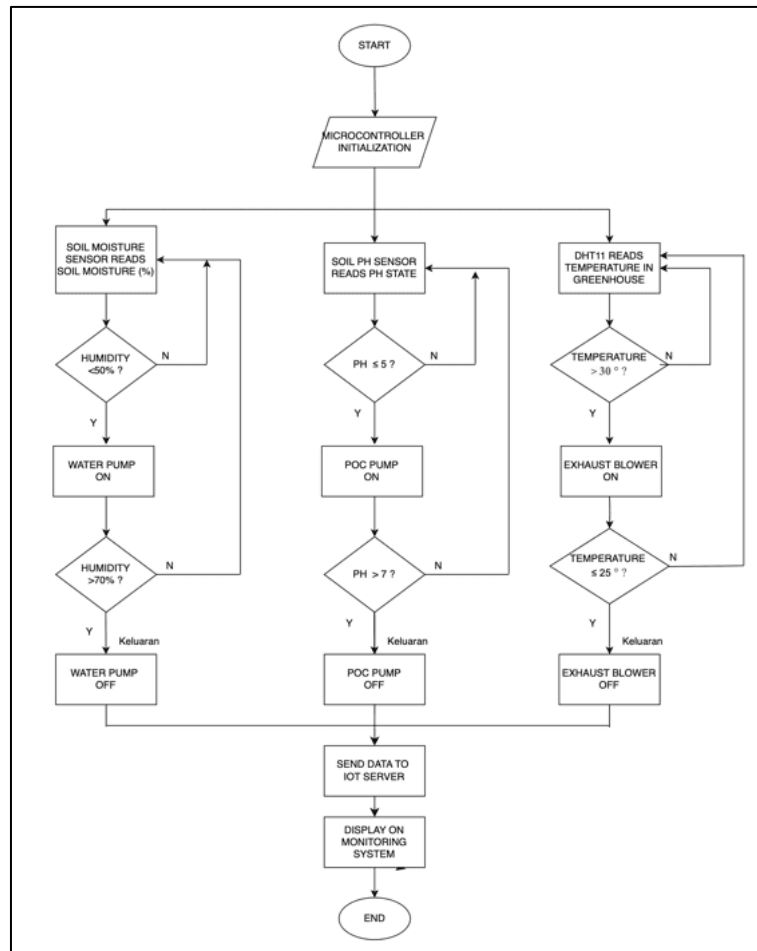 START
MICROCONTROLLER
INITIALIZATION
SOIL MOISTURE
SENSOR READS
SOIL MOISTURE (%)
SOIL PH SENSOR
READS PH STATE
DHT11 READS
TEMPERATURE IN
GREENHOUSE
HUMIDITY
<50% ?
N
PH ≤ 5 ?
N
TEMPERATURE
> 30 ° ?
N
Y
Y
Y
WATER PUMP
ON
POC PUMP
ON
EXHAUST BLOWER
ON
HUMIDITY
>70% ?
N
PH > 7 ?
N
TEMPERATURE
≤ 25 ° ?
N
Y
Keluaran
Y
Keluaran
Y
Keluaran
WATER PUMP
OFF
POC PUMP
OFF
EXHAUST BLOWER
OFF
SEND DATA TO
IOT SERVER
DISPLAY ON
MONITORING
SYSTEM
END